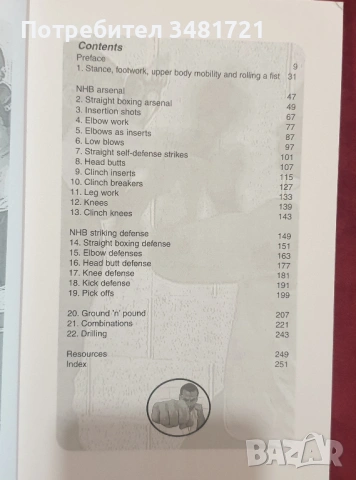 Потребител 3481721
Contents
Preface 9
1. Stance, footwork, upper body mobility and rolling a fist 31
NHB arsenal 47
2. Straight boxing arsenal 49
3. Insertion shots 67
4. Elbow work 77
5. Elbows as inserts 87
6. Low blows 97
7. Straight self-defense strikes 101
8. Head butts 107
9. Clinch inserts 115
10. Clinch breakers 127
11. Leg work 133
12. Knees 139
13. Clinch knees 143
NHB striking defense 149
14. Straight boxing defense 151
15. Elbow defenses 163
16. Head butt defense 177
17. Knee defense 181
18. Kick defense 191
19. Pick offs 199
20. Ground 'n' pound 207
21. Combinations 221
22. Drilling 243
Resources 249
Index 251
BAZAR